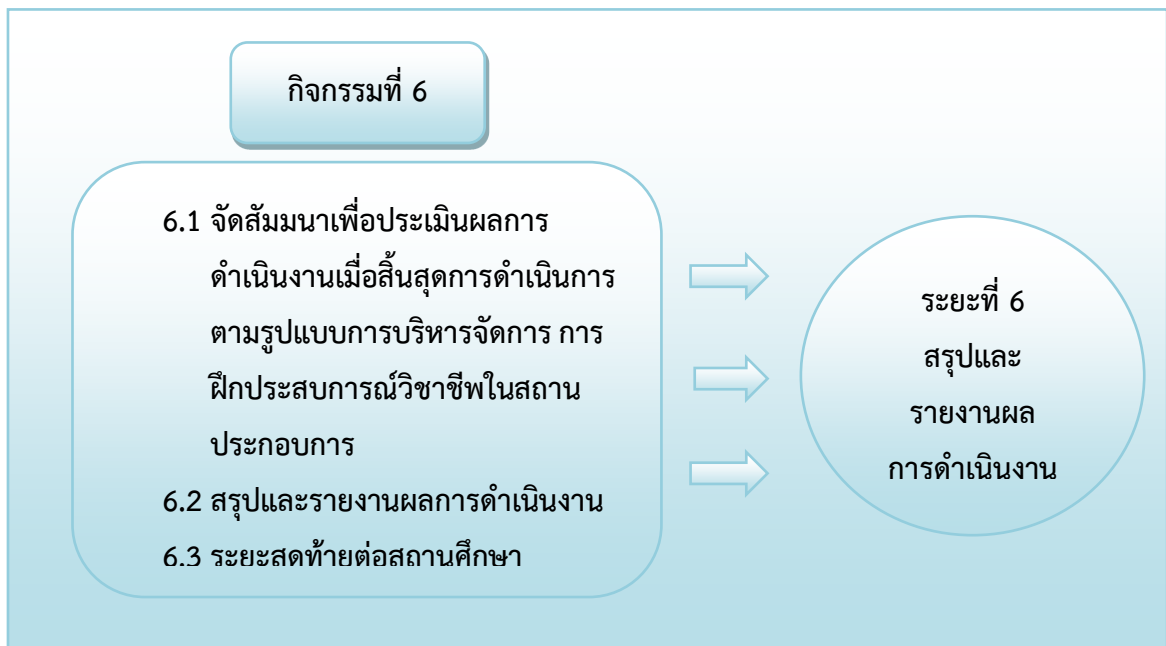 กิจกรรมที่ 6
6.1 จัดสัมมนาเพื่อประเมินผลการ
ดำเนินงานเมื่อสิ้นสุดการดำเนินการ
ตามรูปแบบการบริหารจัดการ การ
ฝึกประสบการณ์วิชาชีพในสถาน
ประกอบการ
6.2 สรุปและรายงานผลการดำเนินงาน
6.3 ระยะสุดท้ายต่อสถานศึกษา
ระยะที่ 6
สรุปและ
รายงานผล
การดำเนินงาน